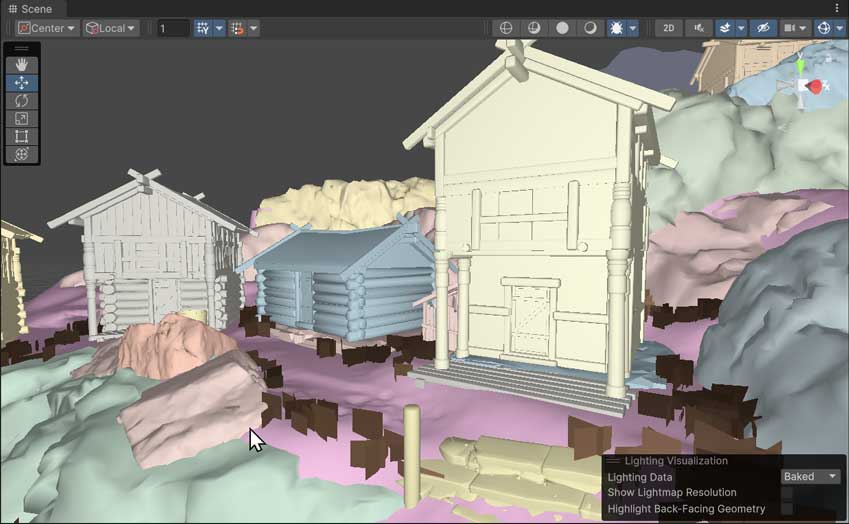 Scene
Center
Local
1
2D
y
Lighting Visualization
Lighting Data
Baked
Show Lightmap Resolution
Highlight Back-Facing Geometry